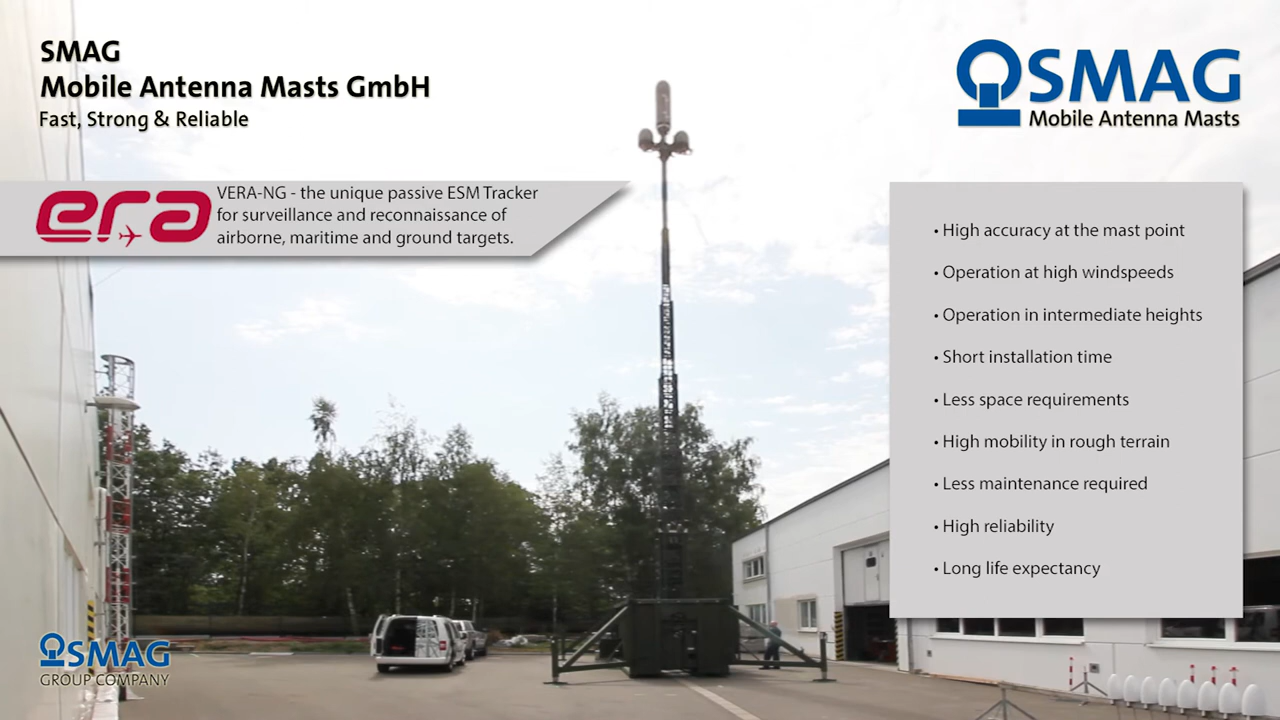 SMAG
Mobile Antenna Masts GmbH
Fast, Strong & Reliable
SMAG
Mobile Antenna Masts
era
VERA-NG - the unique passive ESM Tracker
for surveillance and reconnaissance of
airborne, maritime and ground targets.
• High accuracy at the mast point
• Operation at high windspeeds
• Operation in intermediate heights
• Short installation time
• Less space requirements
• High mobility in rough terrain
• Less maintenance required
• High reliability
• Long life expectancy
SMAG
GROUP COMPANY